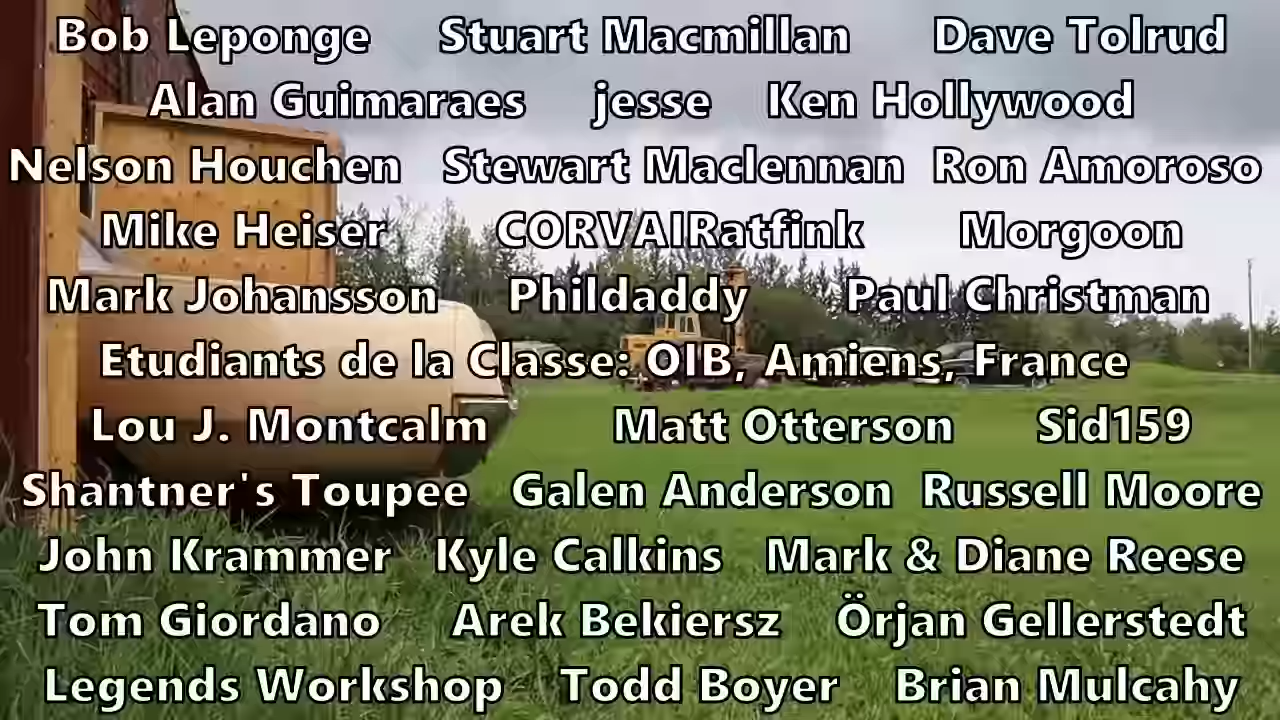 Bob Leponge Stuart Macmillan Dave Tolrud
Alan Guimaraes jesse Ken Hollywood
Nelson Houchen Stewart Maclennan Ron Amoroso
Mike Heiser CORVAIRatfink Morgoon
Mark Johansson Phildaddy Paul Christman
Etudiants de la Classe: OIB, Amiens, France
Lou J. Montcalm Matt Otterson Sid159
Shantner's Toupee Galen Anderson Russell Moore
John Krammer Kyle Calkins Mark & Diane Reese
Tom Giordano Arek Bekiersz Örjan Gellerstedt
Legends Workshop Todd Boyer Brian Mulcahy